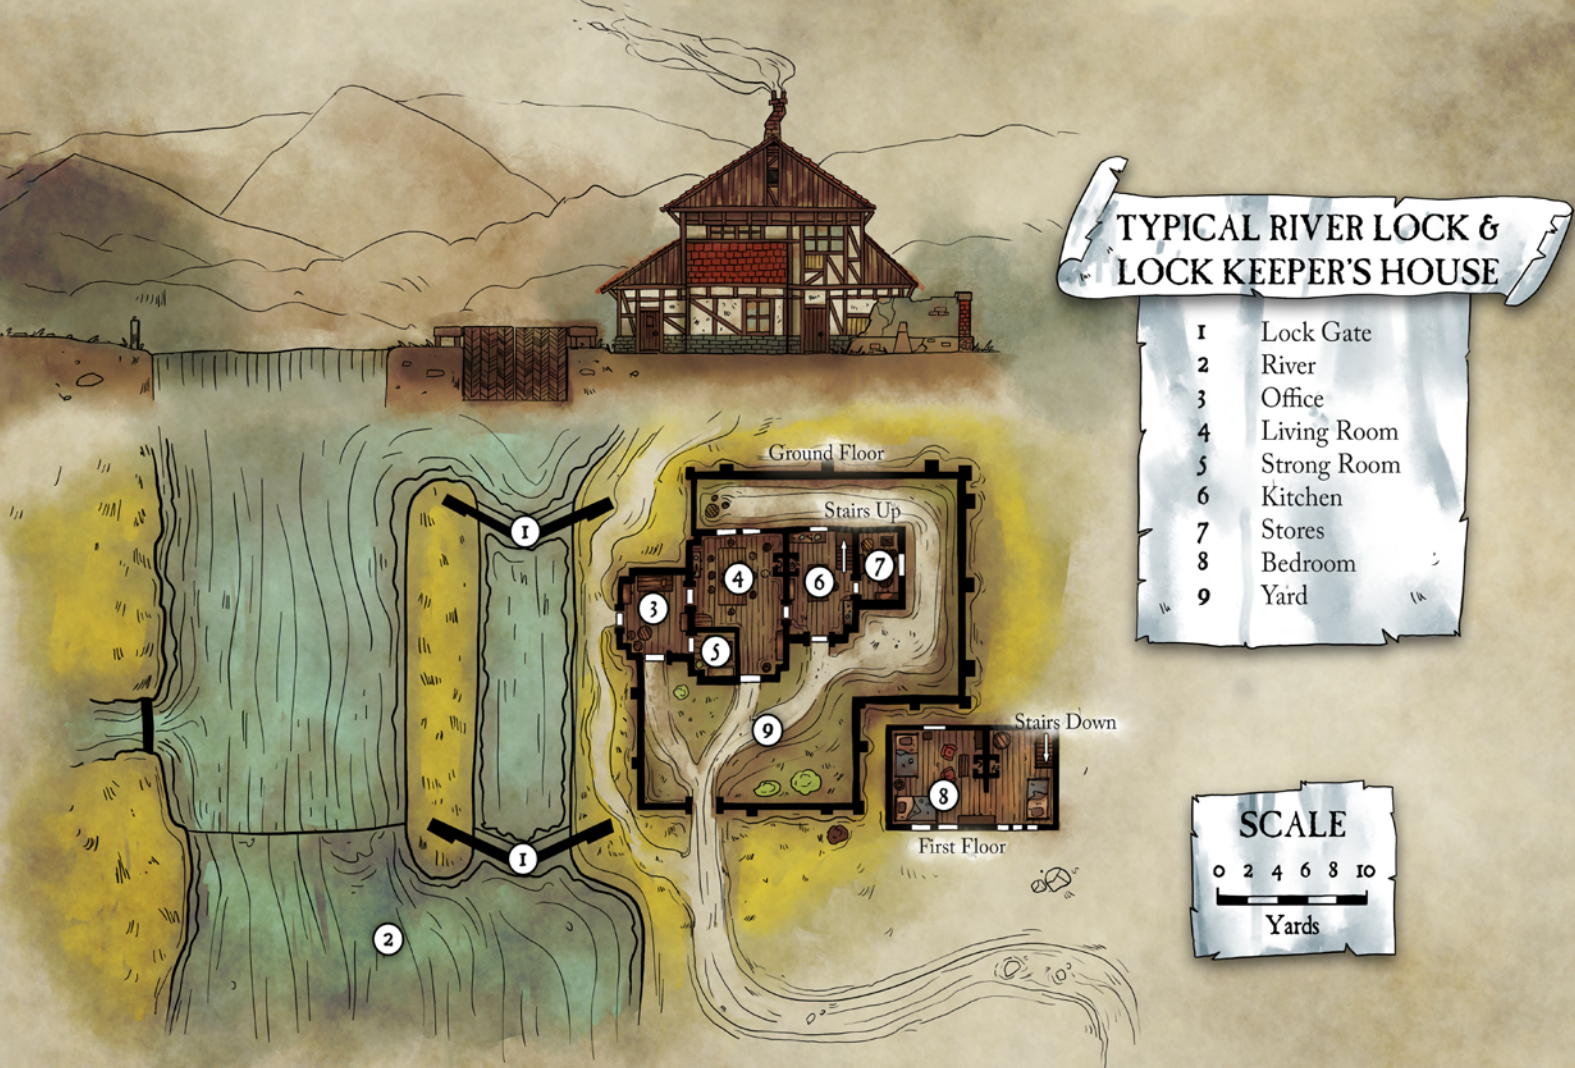 TYPICAL RIVER LOCK &
LOCK KEEPER'S HOUSE
1 Lock Gate
2 River
3 Office
4 Living Room
5 Strong Room
6 Kitchen
7 Stores
8 Bedroom
9 Yard
Ground Floor
Stairs Up
1
4
6
7
3
5
9
Stairs Down
8
First Floor
1
2
SCALE
0 2 4 6 8 10
Yards